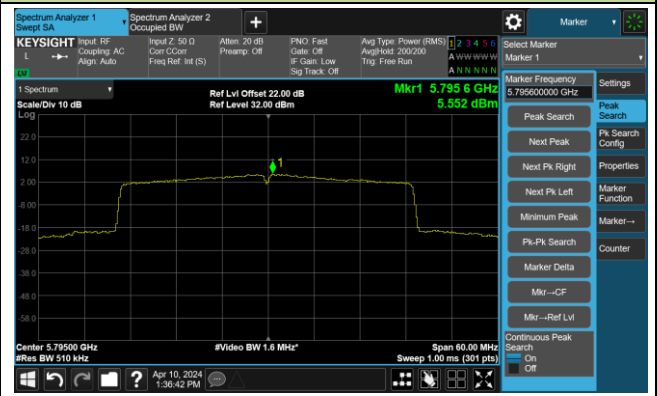 Spectrum Analyzer 1
Swept SA
Spectrum Analyzer 2
Occupied BW
+
Marker
KEYSIGHT
L
LXI
Input: RF
Coupling: AC
Align: Auto
Input Z: 50 Ω
Corr CCorr
Freq Ref: Int (S)
Atten: 20 dB
Preamp: Off
PNO: Fast
Gate: Off
IF Gain: Low
Sig Track: Off
Avg Type: Power (RMS)
Avg|Hold: 200/200
Trig: Free Run
1 2 3 4 5 6
A W W W W W
A N N N N N
Select Marker
Marker 1
1 Spectrum
Scale/Div 10 dB
Log
Ref Lvl Offset 22.00 dB
Ref Level 32.00 dBm
Mkr1 5.795 6 GHz
5.552 dBm
22.0
12.0
2.00
-8.00
-18.0
-28.0
-38.0
-48.0
-58.0
1
Center 5.79500 GHz
#Res BW 510 kHz
#Video BW 1.6 MHz*
Span 60.00 MHz
Sweep 1.00 ms (301 pts)
Marker Frequency
5.795600000 GHz
Peak Search
Next Peak
Next Pk Right
Next Pk Left
Minimum Peak
Pk-Pk Search
Marker Delta
Mkr→CF
Mkr→Ref Lvl
Continuous Peak
Search
On
Off
Settings
Peak
Search
Pk Search
Config
Properties
Marker
Function
Marker→
Counter
?
Apr 10, 2024
1:36:42 PM